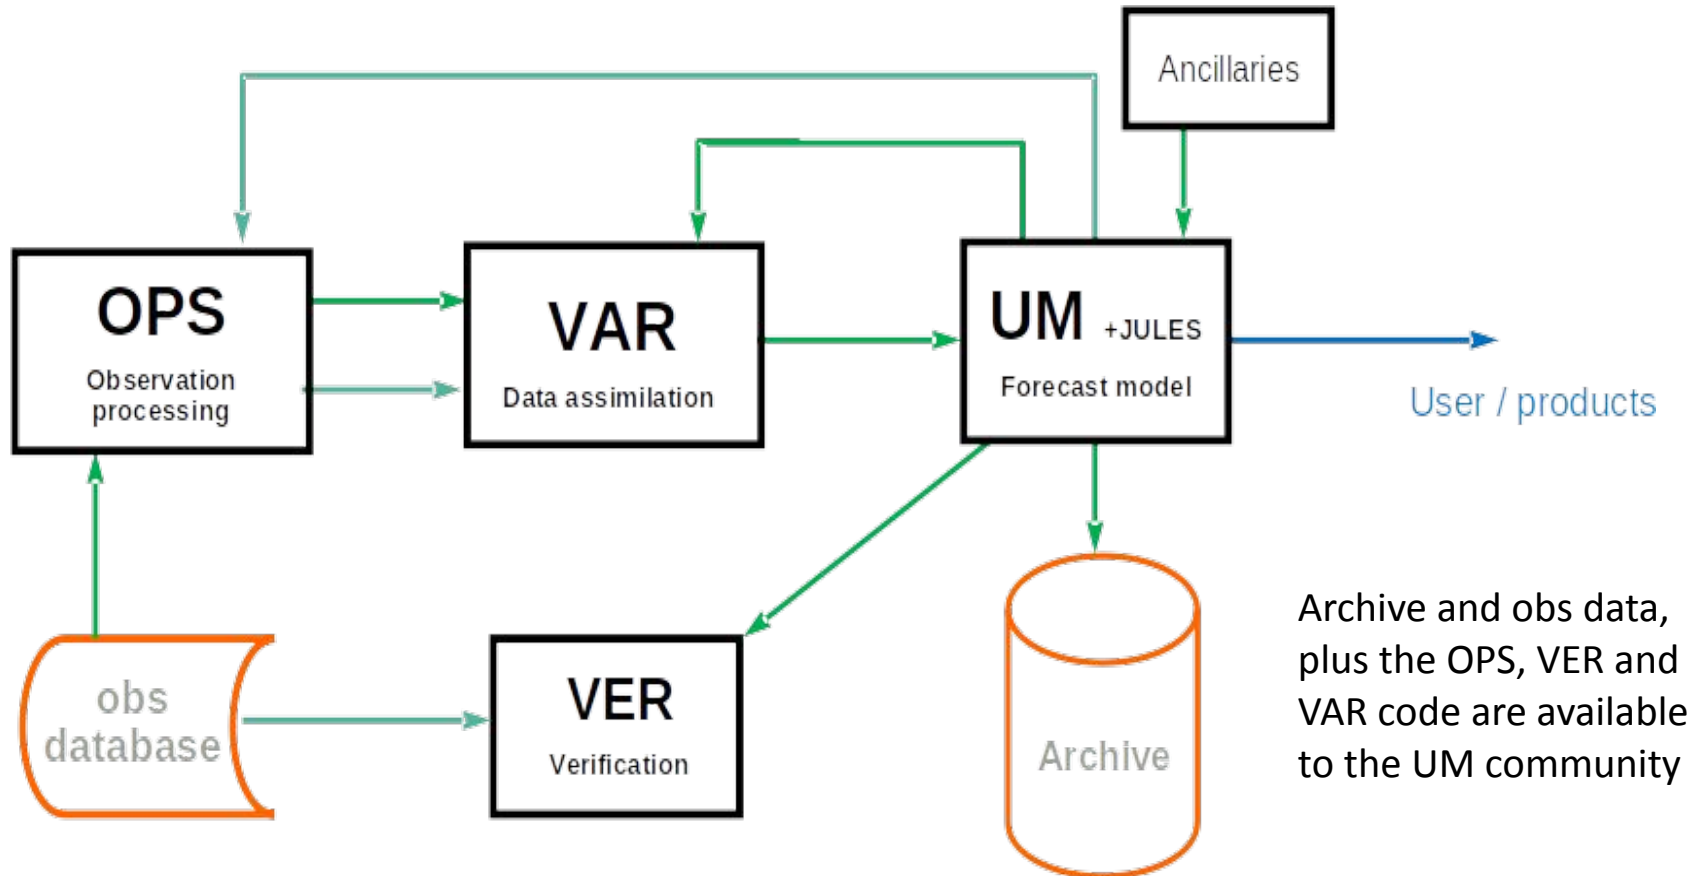 Ancillaries
OPS
Observation
processing
VAR
Data assimilation
UM +JULES
Forecast model
User / products
obs
database
VER
Verification
Archive
Archive and obs data,
plus the OPS, VER and
VAR code are available
to the UM community